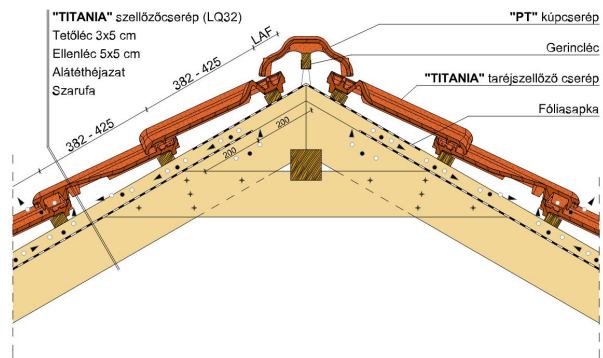 "TITANIA" szellőzőcserép (LQ32)
Tetőléc 3x5 cm
Ellenléc 5x5 cm
Alátéthéjazat
Szarufa
LAF
382 - 425
382 - 425
200
200
"PT" kúpcserép
Gerincléc
"TITANIA" taréjszellőző cserép
Fóliasapka